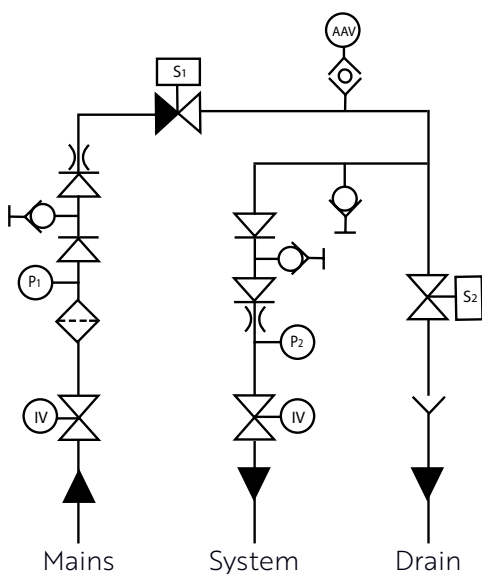 AAV
S1
P1
P2
S2
IV
IV
Mains System Drain